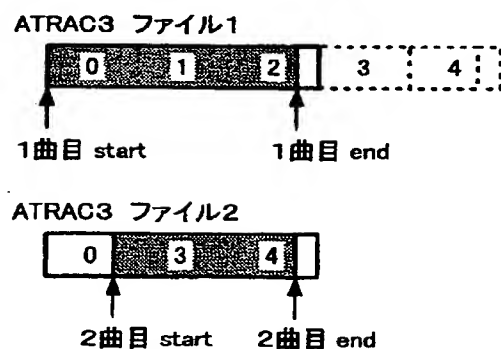 ATRAC3 ファイル1
0 1 2 3 4
1曲目 start 1曲目 end
ATRAC3 ファイル2
0 3 4
2曲目 start 2曲目 end